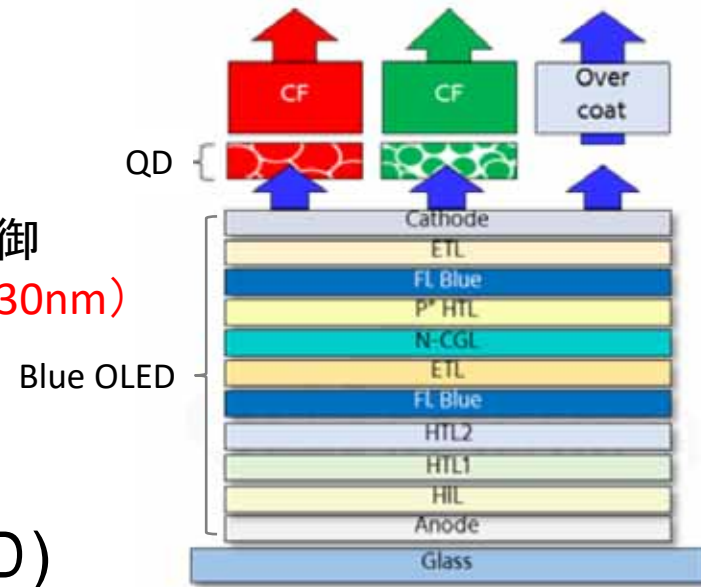 CF
CF
Over
coat
QD
Cathode
ETL
御
FL Blue
30nm）
P* HTL
N-CGL
Blue OLED
ETL
FL Blue
HTL2
HTL1
HIL
Anode
D)
Glass